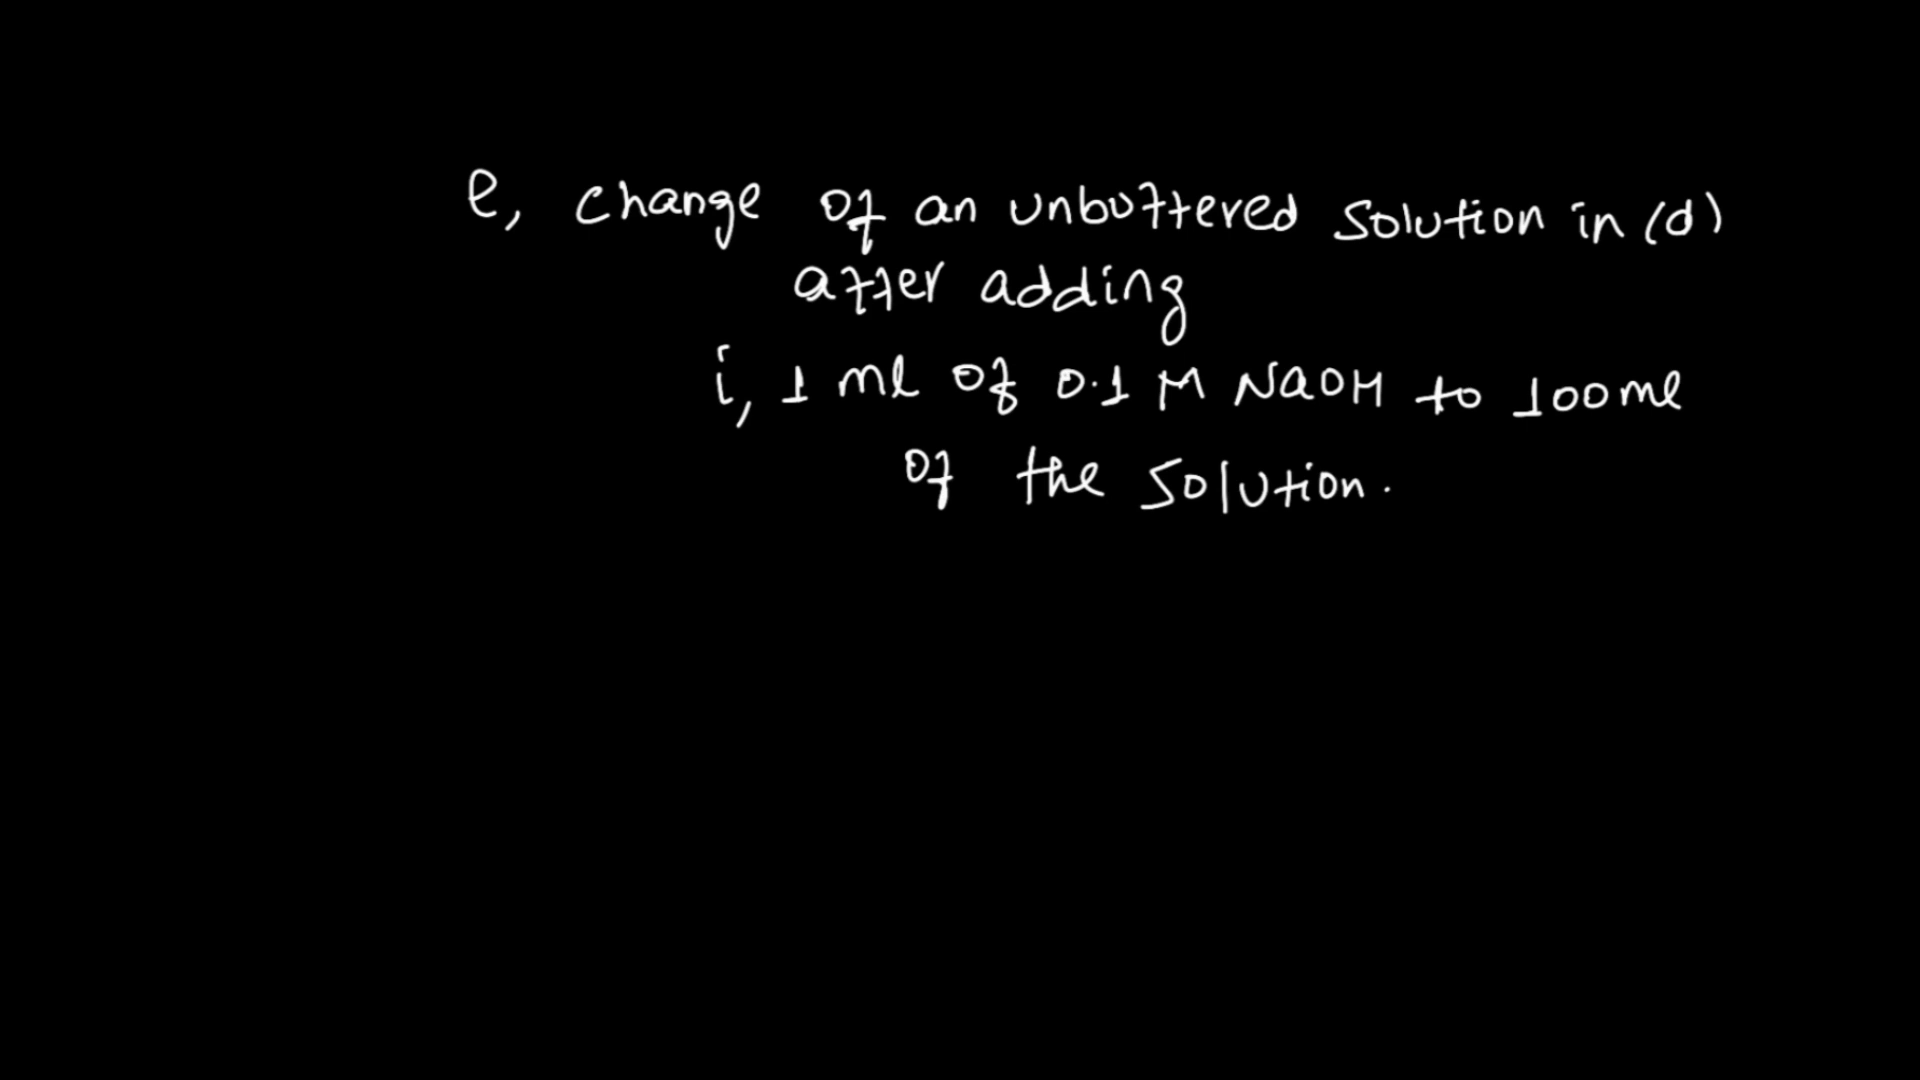 e, change of an unbuffered solution in (d)
after adding
i, 1 ml of 0.1 M NaOH to 100ml
of the solution.